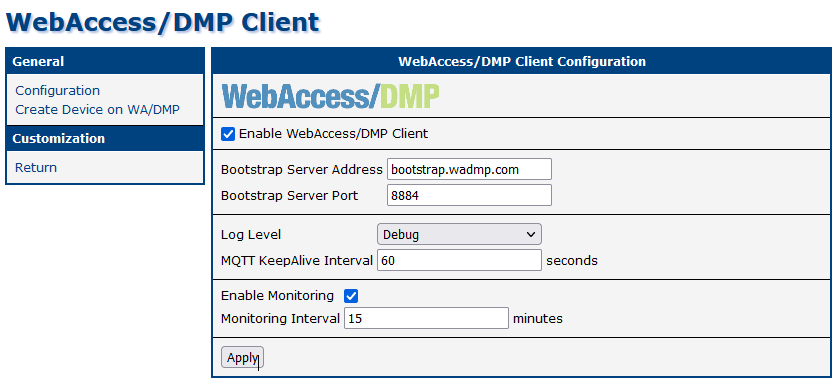 WebAccess/DMP Client
General
Configuration
Create Device on WA/DMP
Customization
Return
WebAccess/DMP Client Configuration
WebAccess/DMP
Enable WebAccess/DMP Client
Bootstrap Server Address bootstrap.wadmp.com
Bootstrap Server Port 8884
Log Level Debug
MQTT KeepAlive Interval 60 seconds
Enable Monitoring
Monitoring Interval 15 minutes
Apply